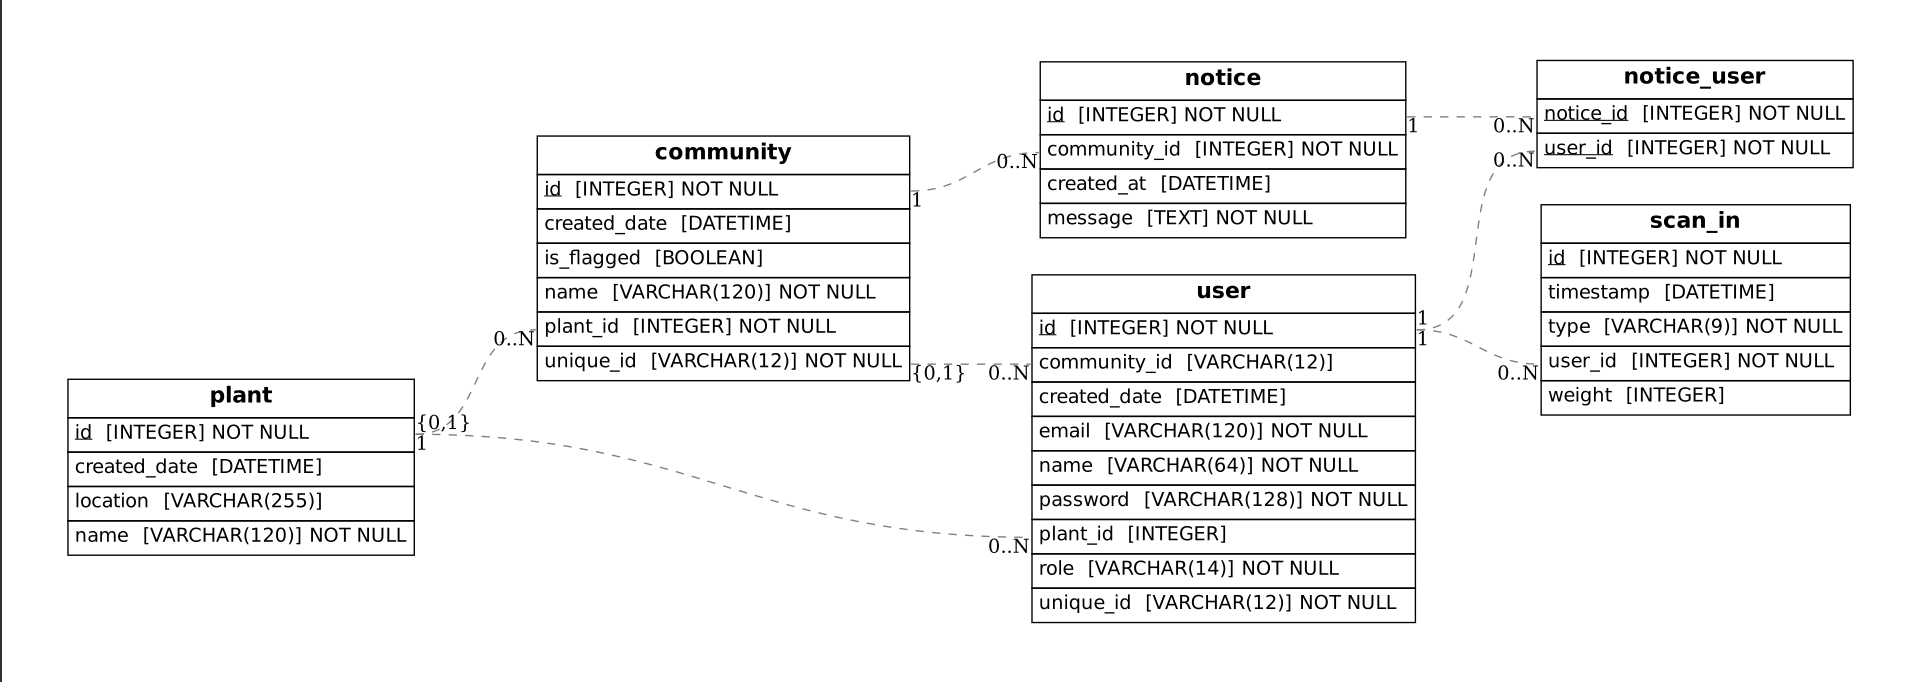 plant
id [INTEGER] NOT NULL
created_date [DATETIME]
location [VARCHAR(255)]
name [VARCHAR(120)] NOT NULL
{0,1}
1
0..N
community
id [INTEGER] NOT NULL
created_date [DATETIME]
is_flagged [BOOLEAN]
name [VARCHAR(120)] NOT NULL
plant_id [INTEGER] NOT NULL
unique_id [VARCHAR(12)] NOT NULL
1
{0,1}
0..N
0..N
0..N
notice
id [INTEGER] NOT NULL
community_id [INTEGER] NOT NULL
created_at [DATETIME]
message [TEXT] NOT NULL
1
0..N
0..N
user
id [INTEGER] NOT NULL
community_id [VARCHAR(12)]
created_date [DATETIME]
email [VARCHAR(120)] NOT NULL
name [VARCHAR(64)] NOT NULL
password [VARCHAR(128)] NOT NULL
plant_id [INTEGER]
role [VARCHAR(14)] NOT NULL
unique_id [VARCHAR(12)] NOT NULL
1
1
0..N
notice_user
notice_id [INTEGER] NOT NULL
user_id [INTEGER] NOT NULL
scan_in
id [INTEGER] NOT NULL
timestamp [DATETIME]
type [VARCHAR(9)] NOT NULL
user_id [INTEGER] NOT NULL
weight [INTEGER]